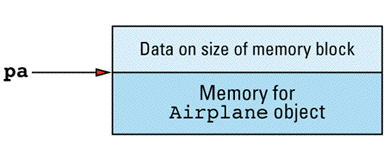 Data on size of memory block
pa
Memory for
Airplane object